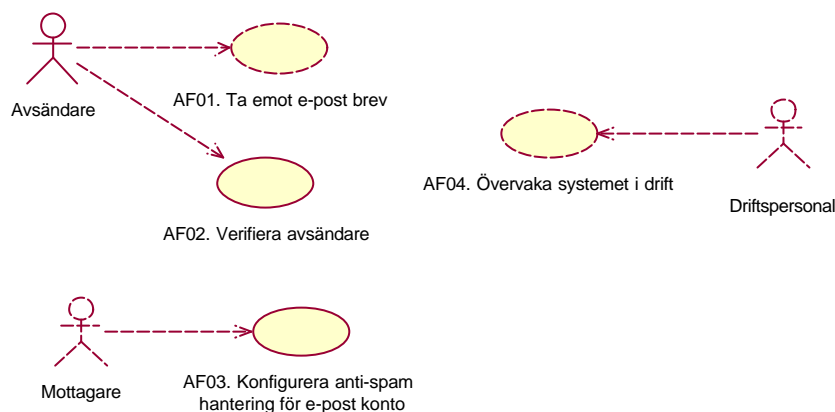 Avsändare
AF01. Ta emot e-post brev
AF02. Verifiera avsändare
AF04. Övervaka systemet i drift
Driftspersonal
Mottagare
AF03. Konfigurera anti-spam
hantering för e-post konto